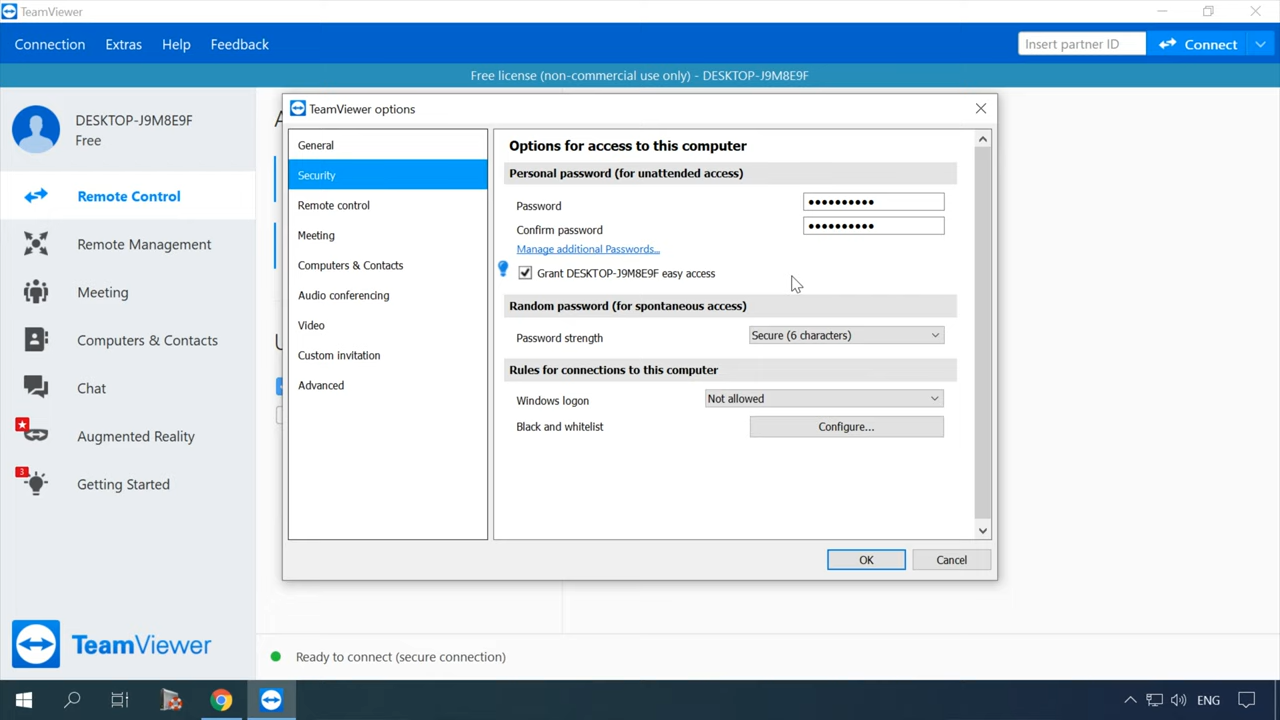 TeamViewer
Connection Extras Help Feedback Insert partner ID Connect
Free license (non-commercial use only) - DESKTOP-J9M8E9F
DESKTOP-J9M8E9F
Free
Remote Control
Remote Management
Meeting
Computers & Contacts
Chat
Augmented Reality
3
Getting Started
TeamViewer
TeamViewer options
General
Security
Remote control
Meeting
Computers & Contacts
Audio conferencing
Video
Custom invitation
Advanced
Options for access to this computer
Personal password (for unattended access)
Password ••••••••••
Confirm password ••••••••••
Manage additional Passwords...
Grant DESKTOP-J9M8E9F easy access
Random password (for spontaneous access)
Password strength Secure (6 characters)
Rules for connections to this computer
Windows logon Not allowed
Black and whitelist Configure...
OK Cancel
Ready to connect (secure connection)
ENG